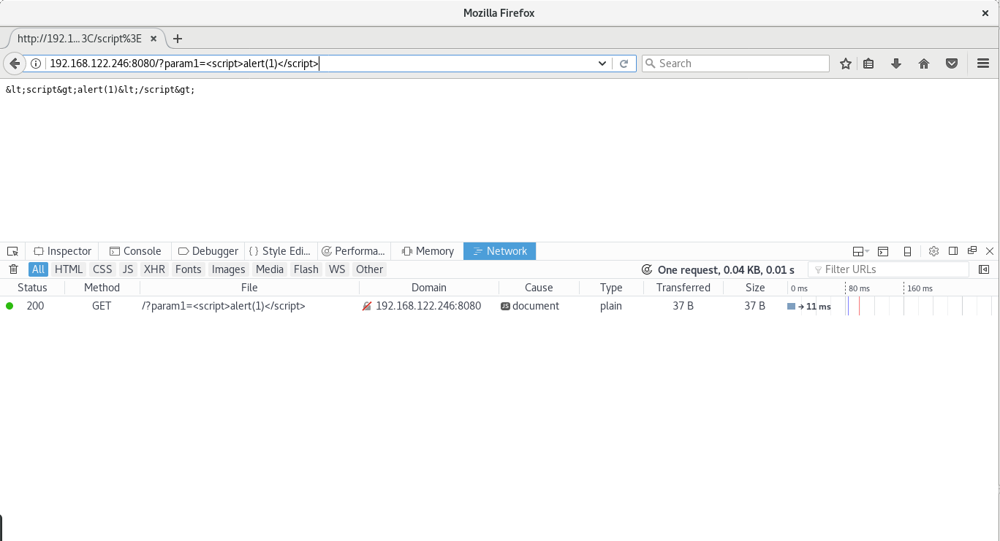 Mozilla Firefox ×
http://192.1...3C/script%3E × +
192.168.122.246:8080/?param1=<script>alert(1)</script> Search
&lt;script&gt;alert(1)&lt;/script&gt;
Inspector Console Debugger { } Style Edi... Performa... Memory Network
All HTML CSS JS XHR Fonts Images Media Flash WS Other One request, 0.04 KB, 0.01 s Filter URLs
Status Method File Domain Cause Type Transferred Size 0 ms 80 ms 160 ms
200 GET /?param1=<script>alert(1)</script> 192.168.122.246:8080 JS document plain 37 B 37 B → 11 ms